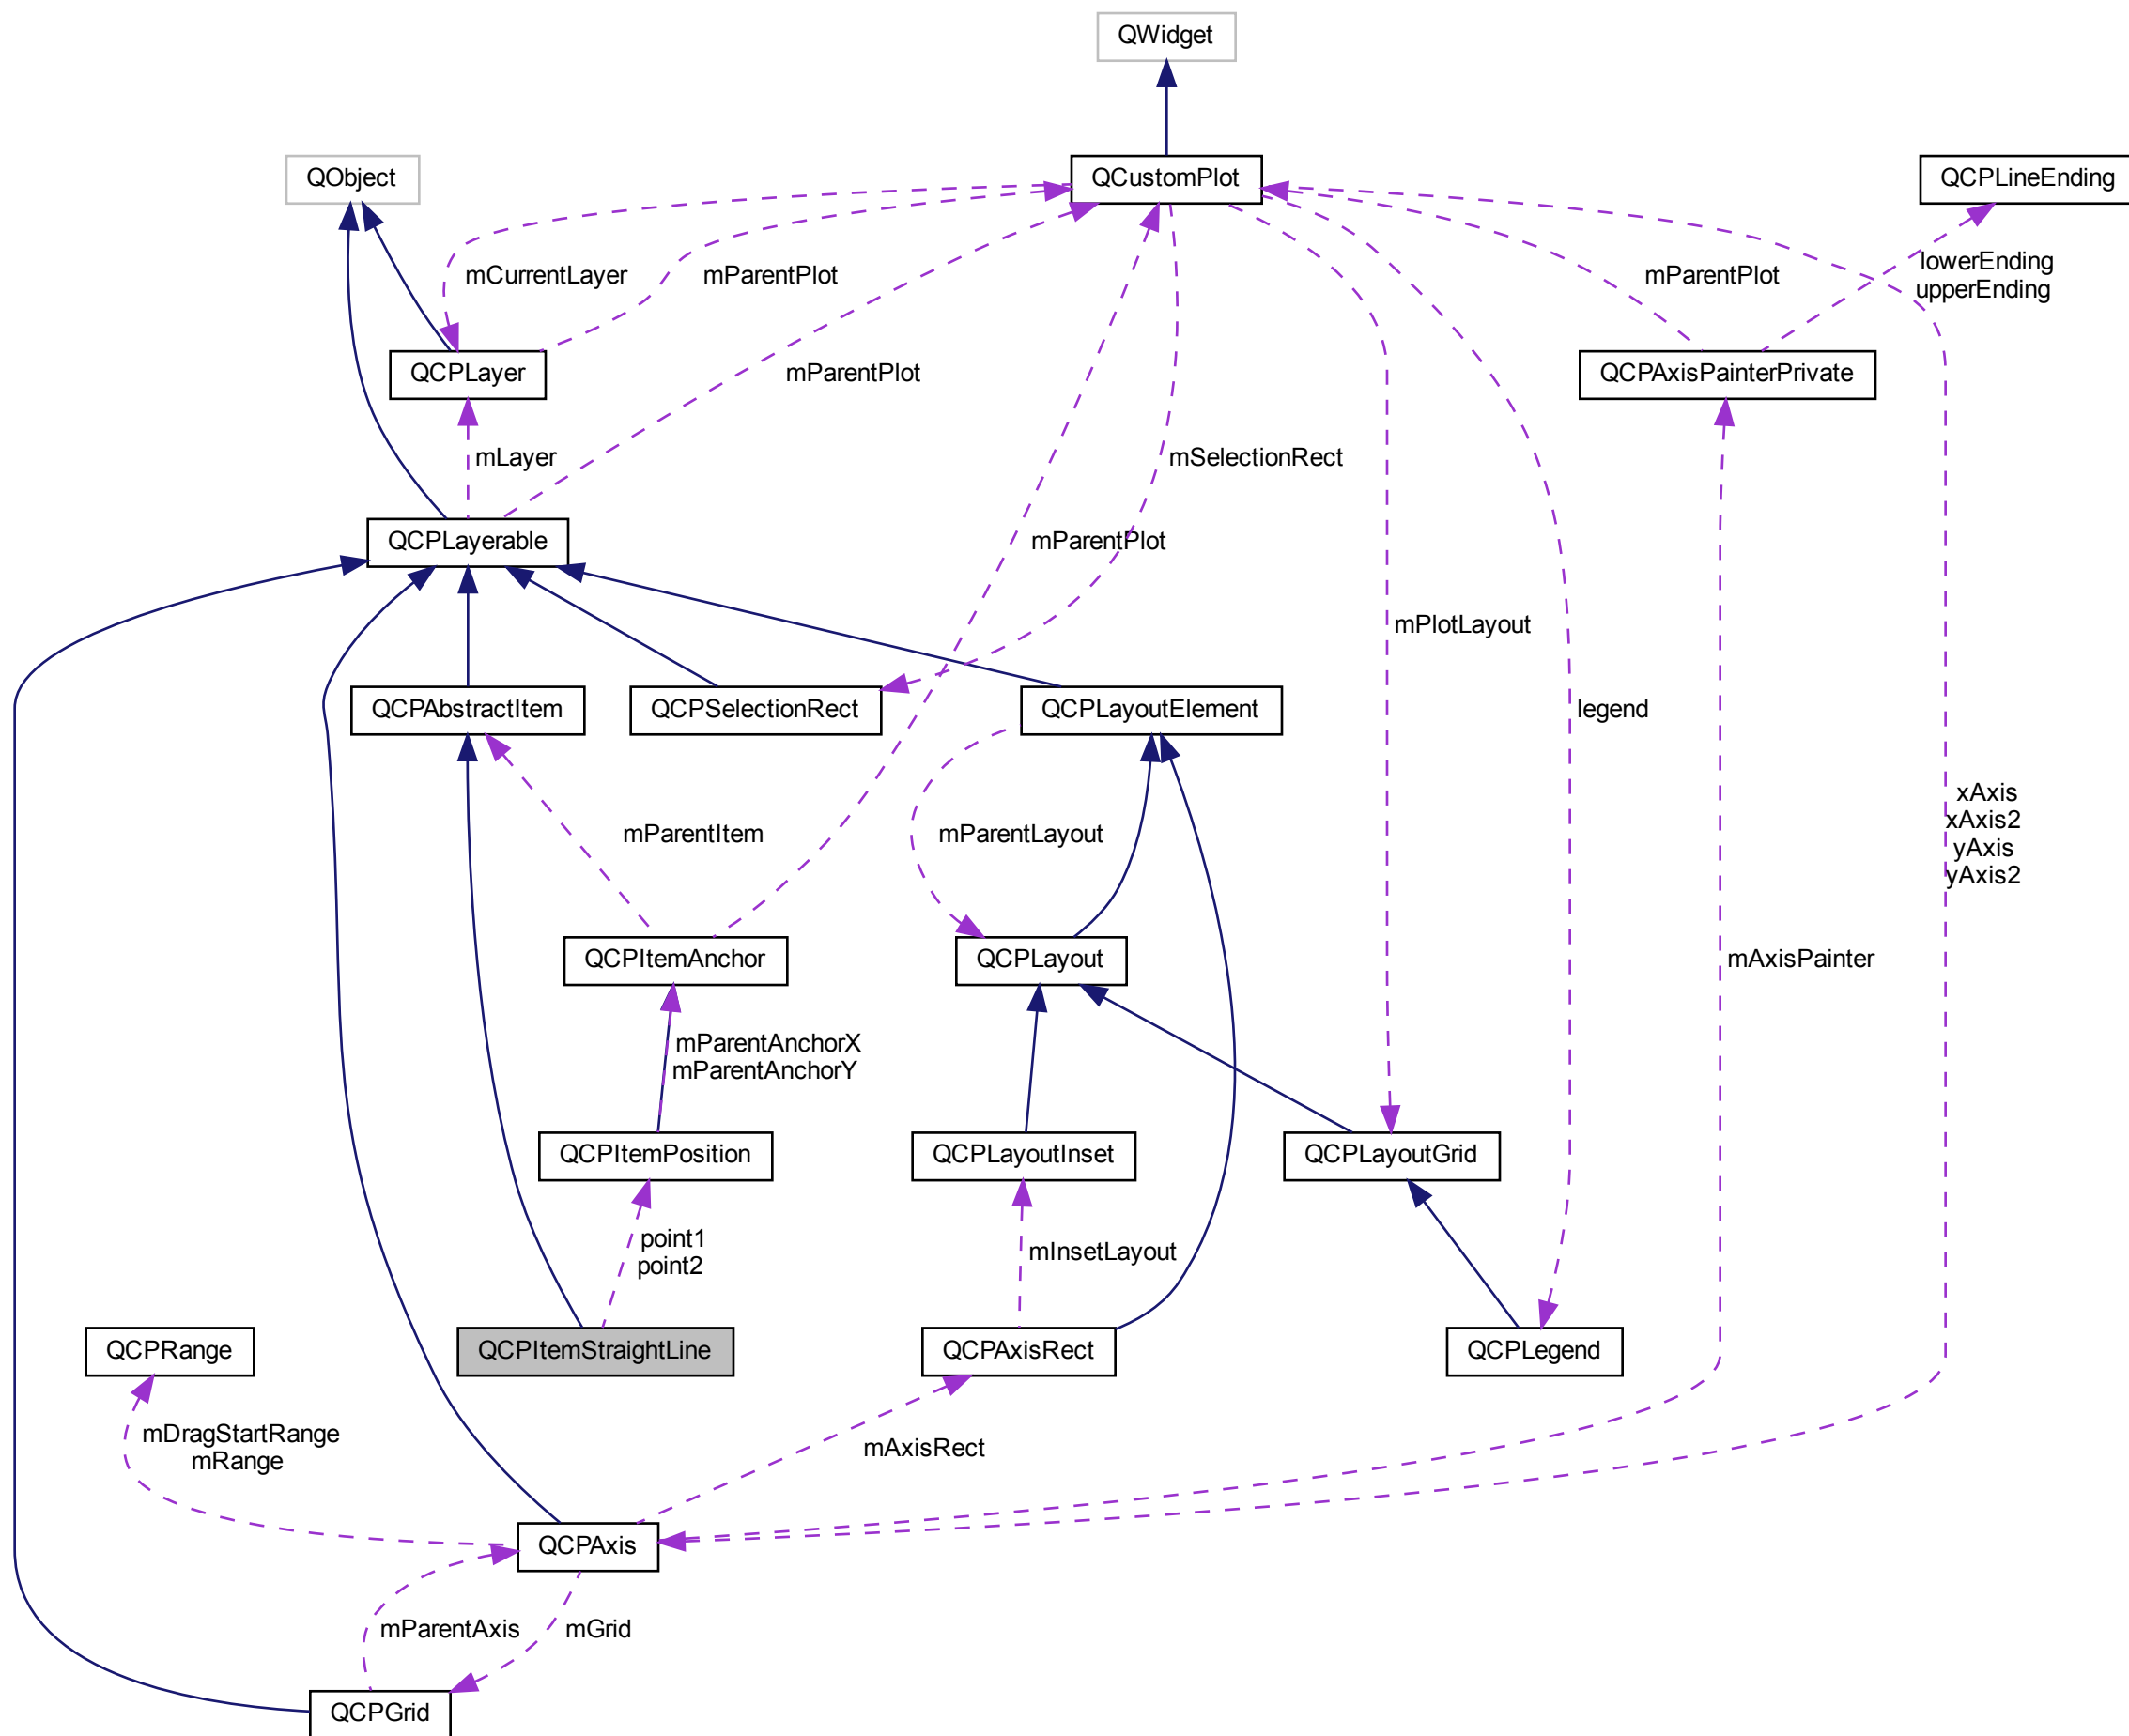 QWidget
QObject
QCustomPlot
QCPLineEnding
mCurrentLayer
mParentPlot
mParentPlot
lowerEnding
upperEnding
QCPLayer
mParentPlot
QCPAxisPainterPrivate
mLayer
mSelectionRect
QCPLayerable
mParentPlot
mPlotLayout
QCPAbstractItem
QCPSelectionRect
QCPLayoutElement
legend
xAxis
xAxis2
yAxis
yAxis2
mParentItem
mParentLayout
QCPItemAnchor
QCPLayout
mAxisPainter
mParentAnchorX
mParentAnchorY
QCPItemPosition
QCPLayoutInset
QCPLayoutGrid
point1
point2
mInsetLayout
QCPRange
QCPItemStraightLine
QCPAxisRect
QCPLegend
mDragStartRange
mRange
mAxisRect
QCPAxis
mParentAxis
mGrid
QCPGrid